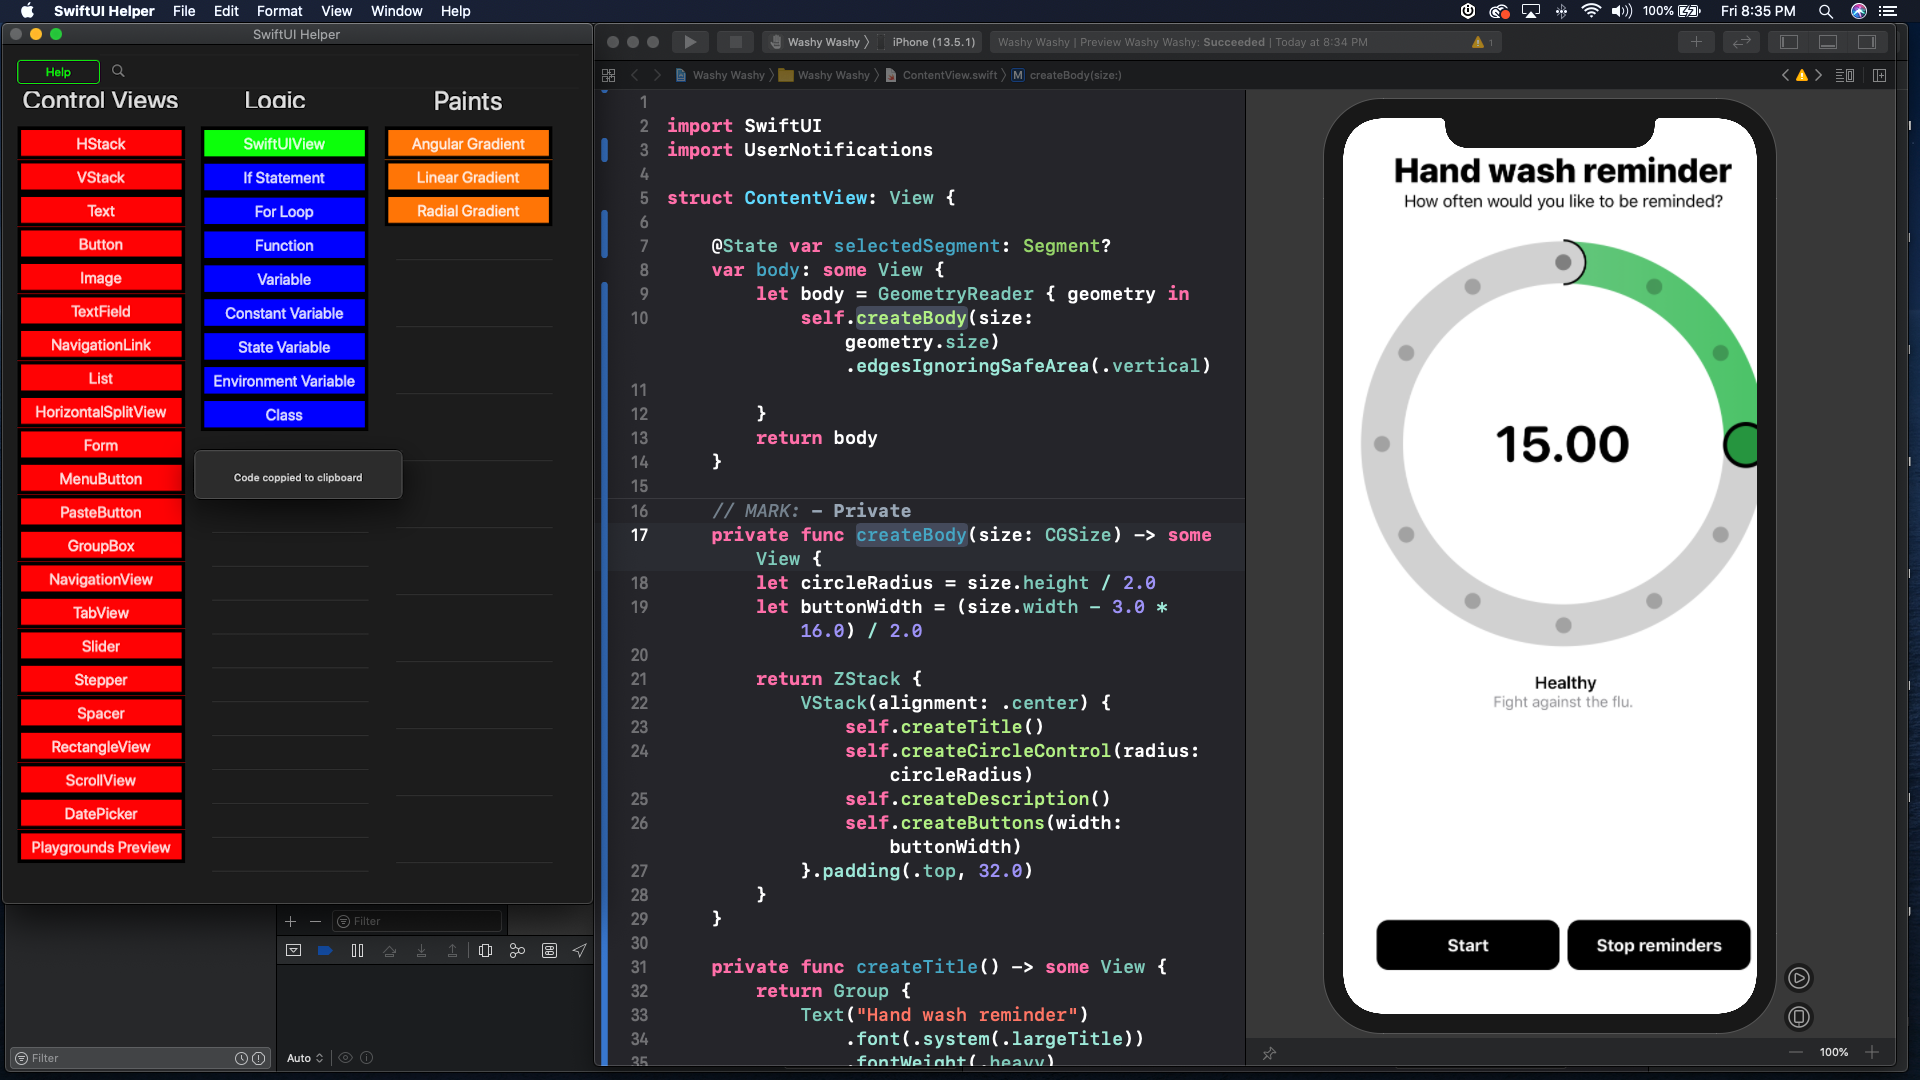 SwiftUI Helper File Edit Format View Window Help
100% Fri 8:35 PM
SwiftUI Helper
Help
Control Views
HStack
VStack
Text
Button
Image
TextField
NavigationLink
List
HorizontalSplitView
Form
MenuButton
PasteButton
GroupBox
NavigationView
TabView
Slider
Stepper
Spacer
RectangleView
ScrollView
DatePicker
Playgrounds Preview
Logic
SwiftUIView
If Statement
For Loop
Function
Variable
Constant Variable
State Variable
Environment Variable
Class
Paints
Angular Gradient
Linear Gradient
Radial Gradient
Code coppied to clipboard
Filter
Filter
Auto
Washy Washy iPhone (13.5.1)
Washy Washy | Preview Washy Washy: Succeeded | Today at 8:34 PM
1
Washy Washy Washy Washy ContentView.swift M createBody(size:)
1
2 import SwiftUI
3 import UserNotifications
4
5 struct ContentView: View {
6
7 @State var selectedSegment: Segment?
8 var body: some View {
9 let body = GeometryReader { geometry in
10 self.createBody(size:
geometry.size)
.edgesIgnoringSafeArea(.vertical)
11
12 }
13 return body
14 }
15
16 // MARK: - Private
17 private func createBody(size: CGSize) -> some
View {
18 let circleRadius = size.height / 2.0
19 let buttonWidth = (size.width - 3.0 *
16.0) / 2.0
20
21 return ZStack {
22 VStack(alignment: .center) {
23 self.createTitle()
24 self.createCircleControl(radius:
circleRadius)
25 self.createDescription()
26 self.createButtons(width:
buttonWidth)
27 }.padding(.top, 32.0)
28 }
29 }
30
31 private func createTitle() -> some View {
32 return Group {
33 Text("Hand wash reminder")
34 .font(.system(.largeTitle))
35 .fontWeight(.heavy)
Hand wash reminder
How often would you like to be reminded?
15.00
Healthy
Fight against the flu.
Start
Stop reminders
100%